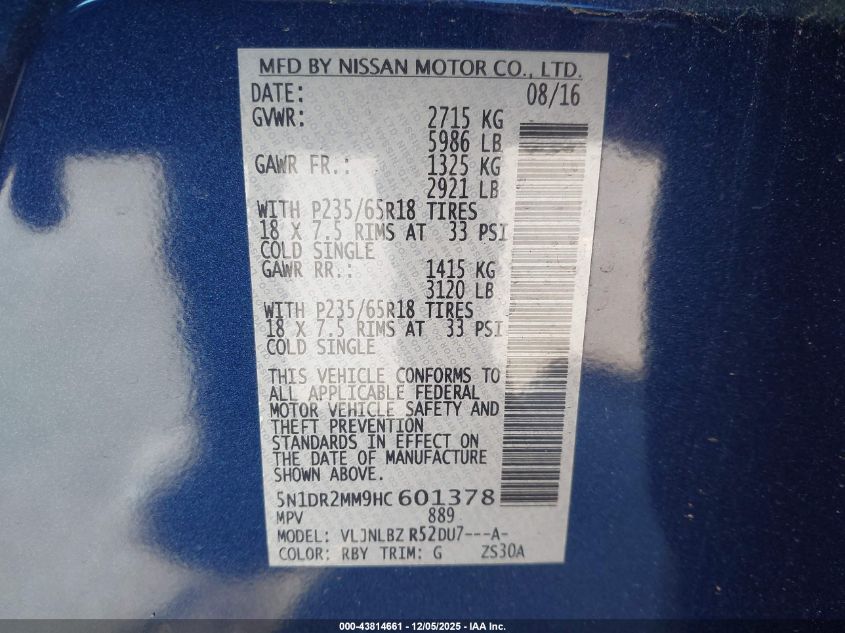 MFD BY NISSAN MOTOR CO., LTD.
DATE: 08/16
GVWR: 2715 KG
5986 LB
GAWR FR.: 1325 KG
2921 LB
WITH P235/65R18 TIRES
18 X 7.5 RIMS AT 33 PSI
COLD SINGLE
GAWR RR.: 1415 KG
3120 LB
WITH P235/65R18 TIRES
18 X 7.5 RIMS AT 33 PSI
COLD SINGLE
THIS VEHICLE CONFORMS TO
ALL APPLICABLE FEDERAL
MOTOR VEHICLE SAFETY AND
THEFT PREVENTION
STANDARDS IN EFFECT ON
THE DATE OF MANUFACTURE
SHOWN ABOVE.
5N1DR2MM9HC601378
MPV 889
MODEL: VLJNLBZ R52DU7---A-
COLOR: RBY TRIM: G ZS30A
000-43814661 - 12/05/2025 - IAA Inc.